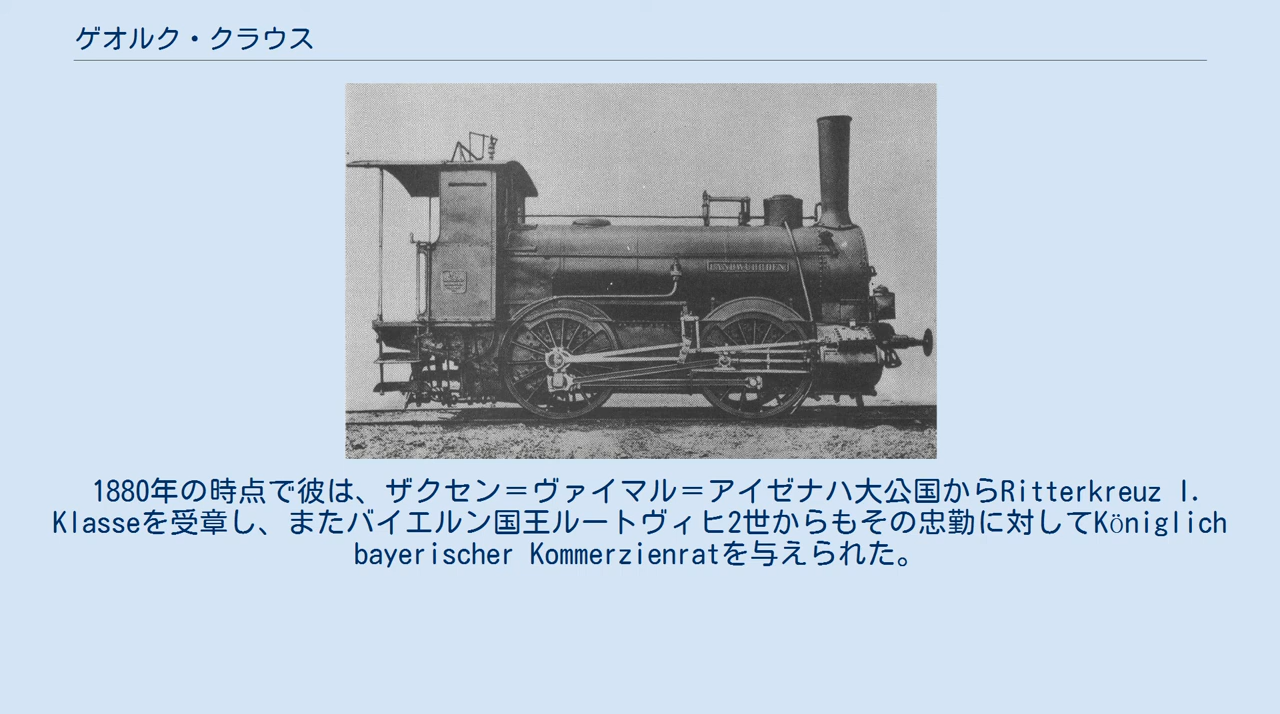 ゲオルク・クラウス
LANDWÜHRDEN
1880年の時点で彼は、ザクセン＝ヴァイマル＝アイゼナハ大公国からRitterkreuz I.
Klasseを受章し、またバイエルン国王ルートヴィヒ2世からもその忠勤に対してKöniglich
bayerischer Kommerzienratを与えられた。